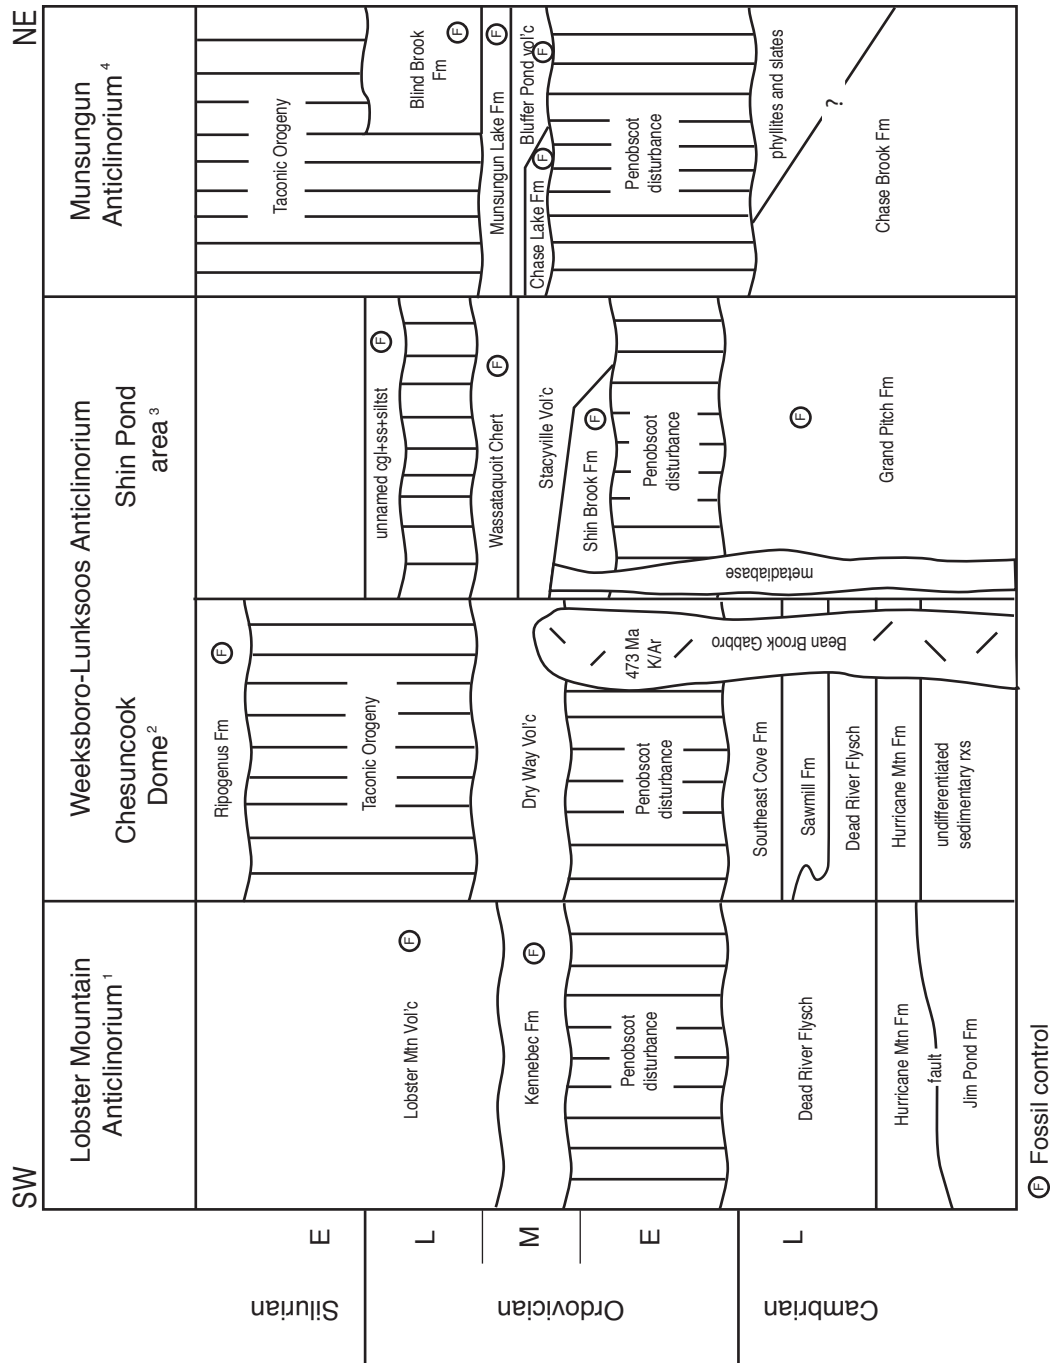 SW
NE
Lobster Mountain
Anticlinorium 1
Weeksboro-Lunksoos Anticlinorium
Chesuncook
Dome 2
Shin Pond
area 3
Munsungun
Anticlinorium 4
Silurian
E
Ordovician
L
M
E
Cambrian
L
Lobster Mtn Vol'c
F
Kennebec Fm
F
Penobscot
disturbance
Dead River Flysch
Hurricane Mtn Fm
fault
Jim Pond Fm
Ripogenus Fm
F
Taconic Orogeny
Dry Way Vol'c
473 Ma
K/Ar
Bean Brook Gabbro
Penobscot
disturbance
Southeast Cove Fm
Sawmill Fm
Dead River Flysch
Hurricane Mtn Fm
undifferentiated
sedimentary rxs
unnamed cgl+ss+siltst
F
Wassataquoit Chert
F
Stacyville Vol'c
Shin Brook Fm
F
Penobscot
disturbance
metadiabase
F
Grand Pitch Fm
Taconic Orogeny
Blind Brook
Fm
F
Munsungun Lake Fm
F
Chase Lake Fm
F
Bluffer Pond vol'c
F
Penobscot
disturbance
phyllites and slates
?
Chase Brook Fm
F Fossil control